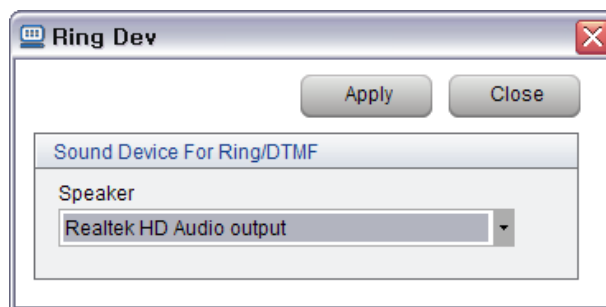 Ring Dev
Apply Close
Sound Device For Ring/DTMF
Speaker
Realtek HD Audio output